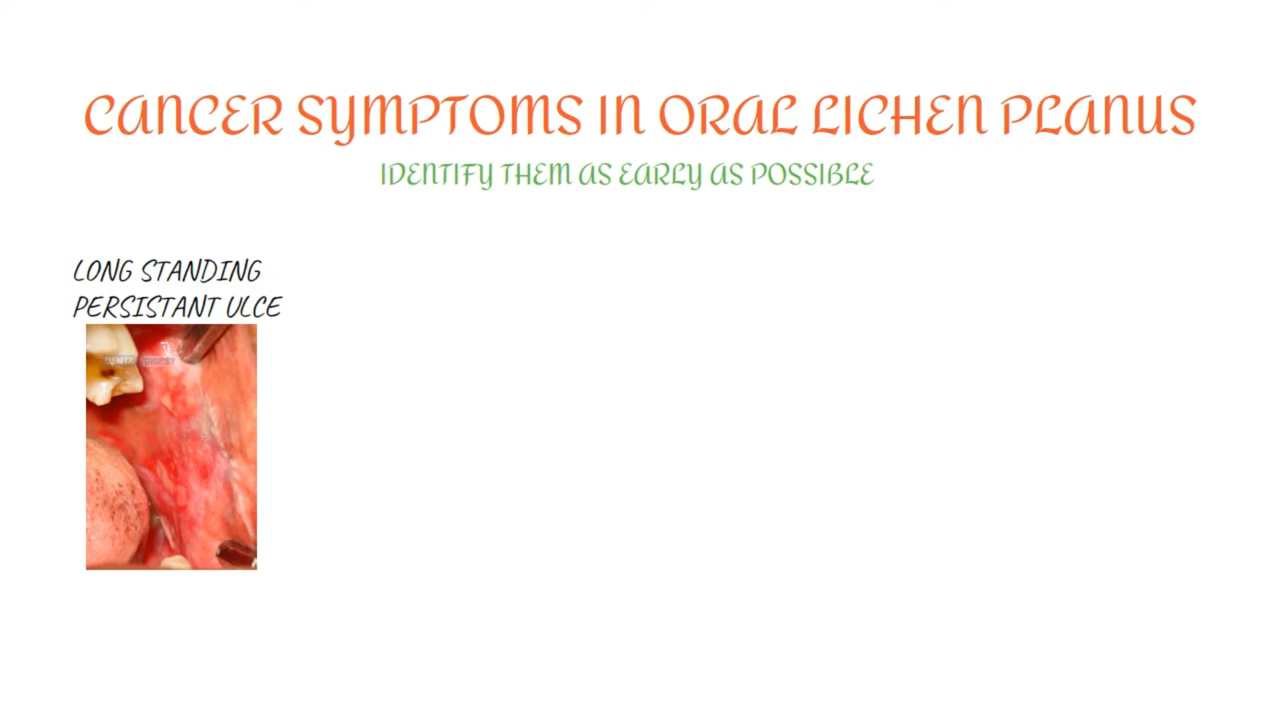 CANCER SYMPTOMS IN ORAL LICHEN PLANUS
IDENTIFY THEM AS EARLY AS POSSIBLE
LONG STANDING
PERSISTANT ULCE